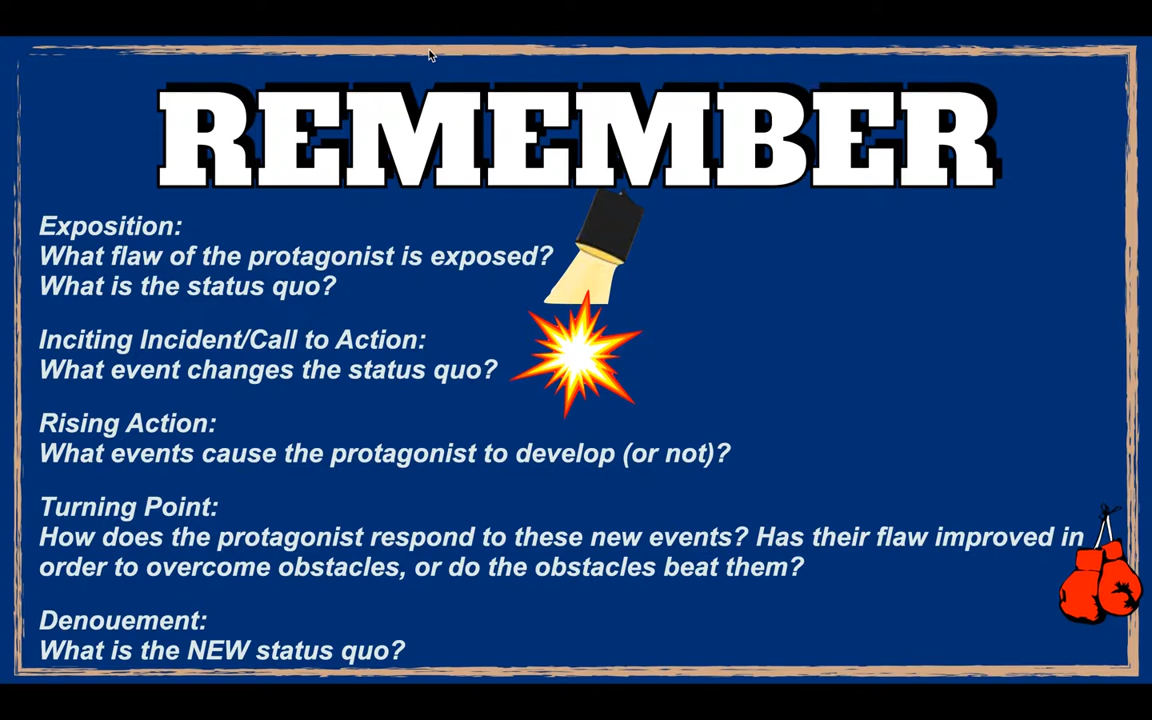 REMEMBER
Exposition:
What flaw of the protagonist is exposed?
What is the status quo?
Inciting Incident/Call to Action:
What event changes the status quo?
Rising Action:
What events cause the protagonist to develop (or not)?
Turning Point:
How does the protagonist respond to these new events? Has their flaw improved in
order to overcome obstacles, or do the obstacles beat them?
Denouement:
What is the NEW status quo?